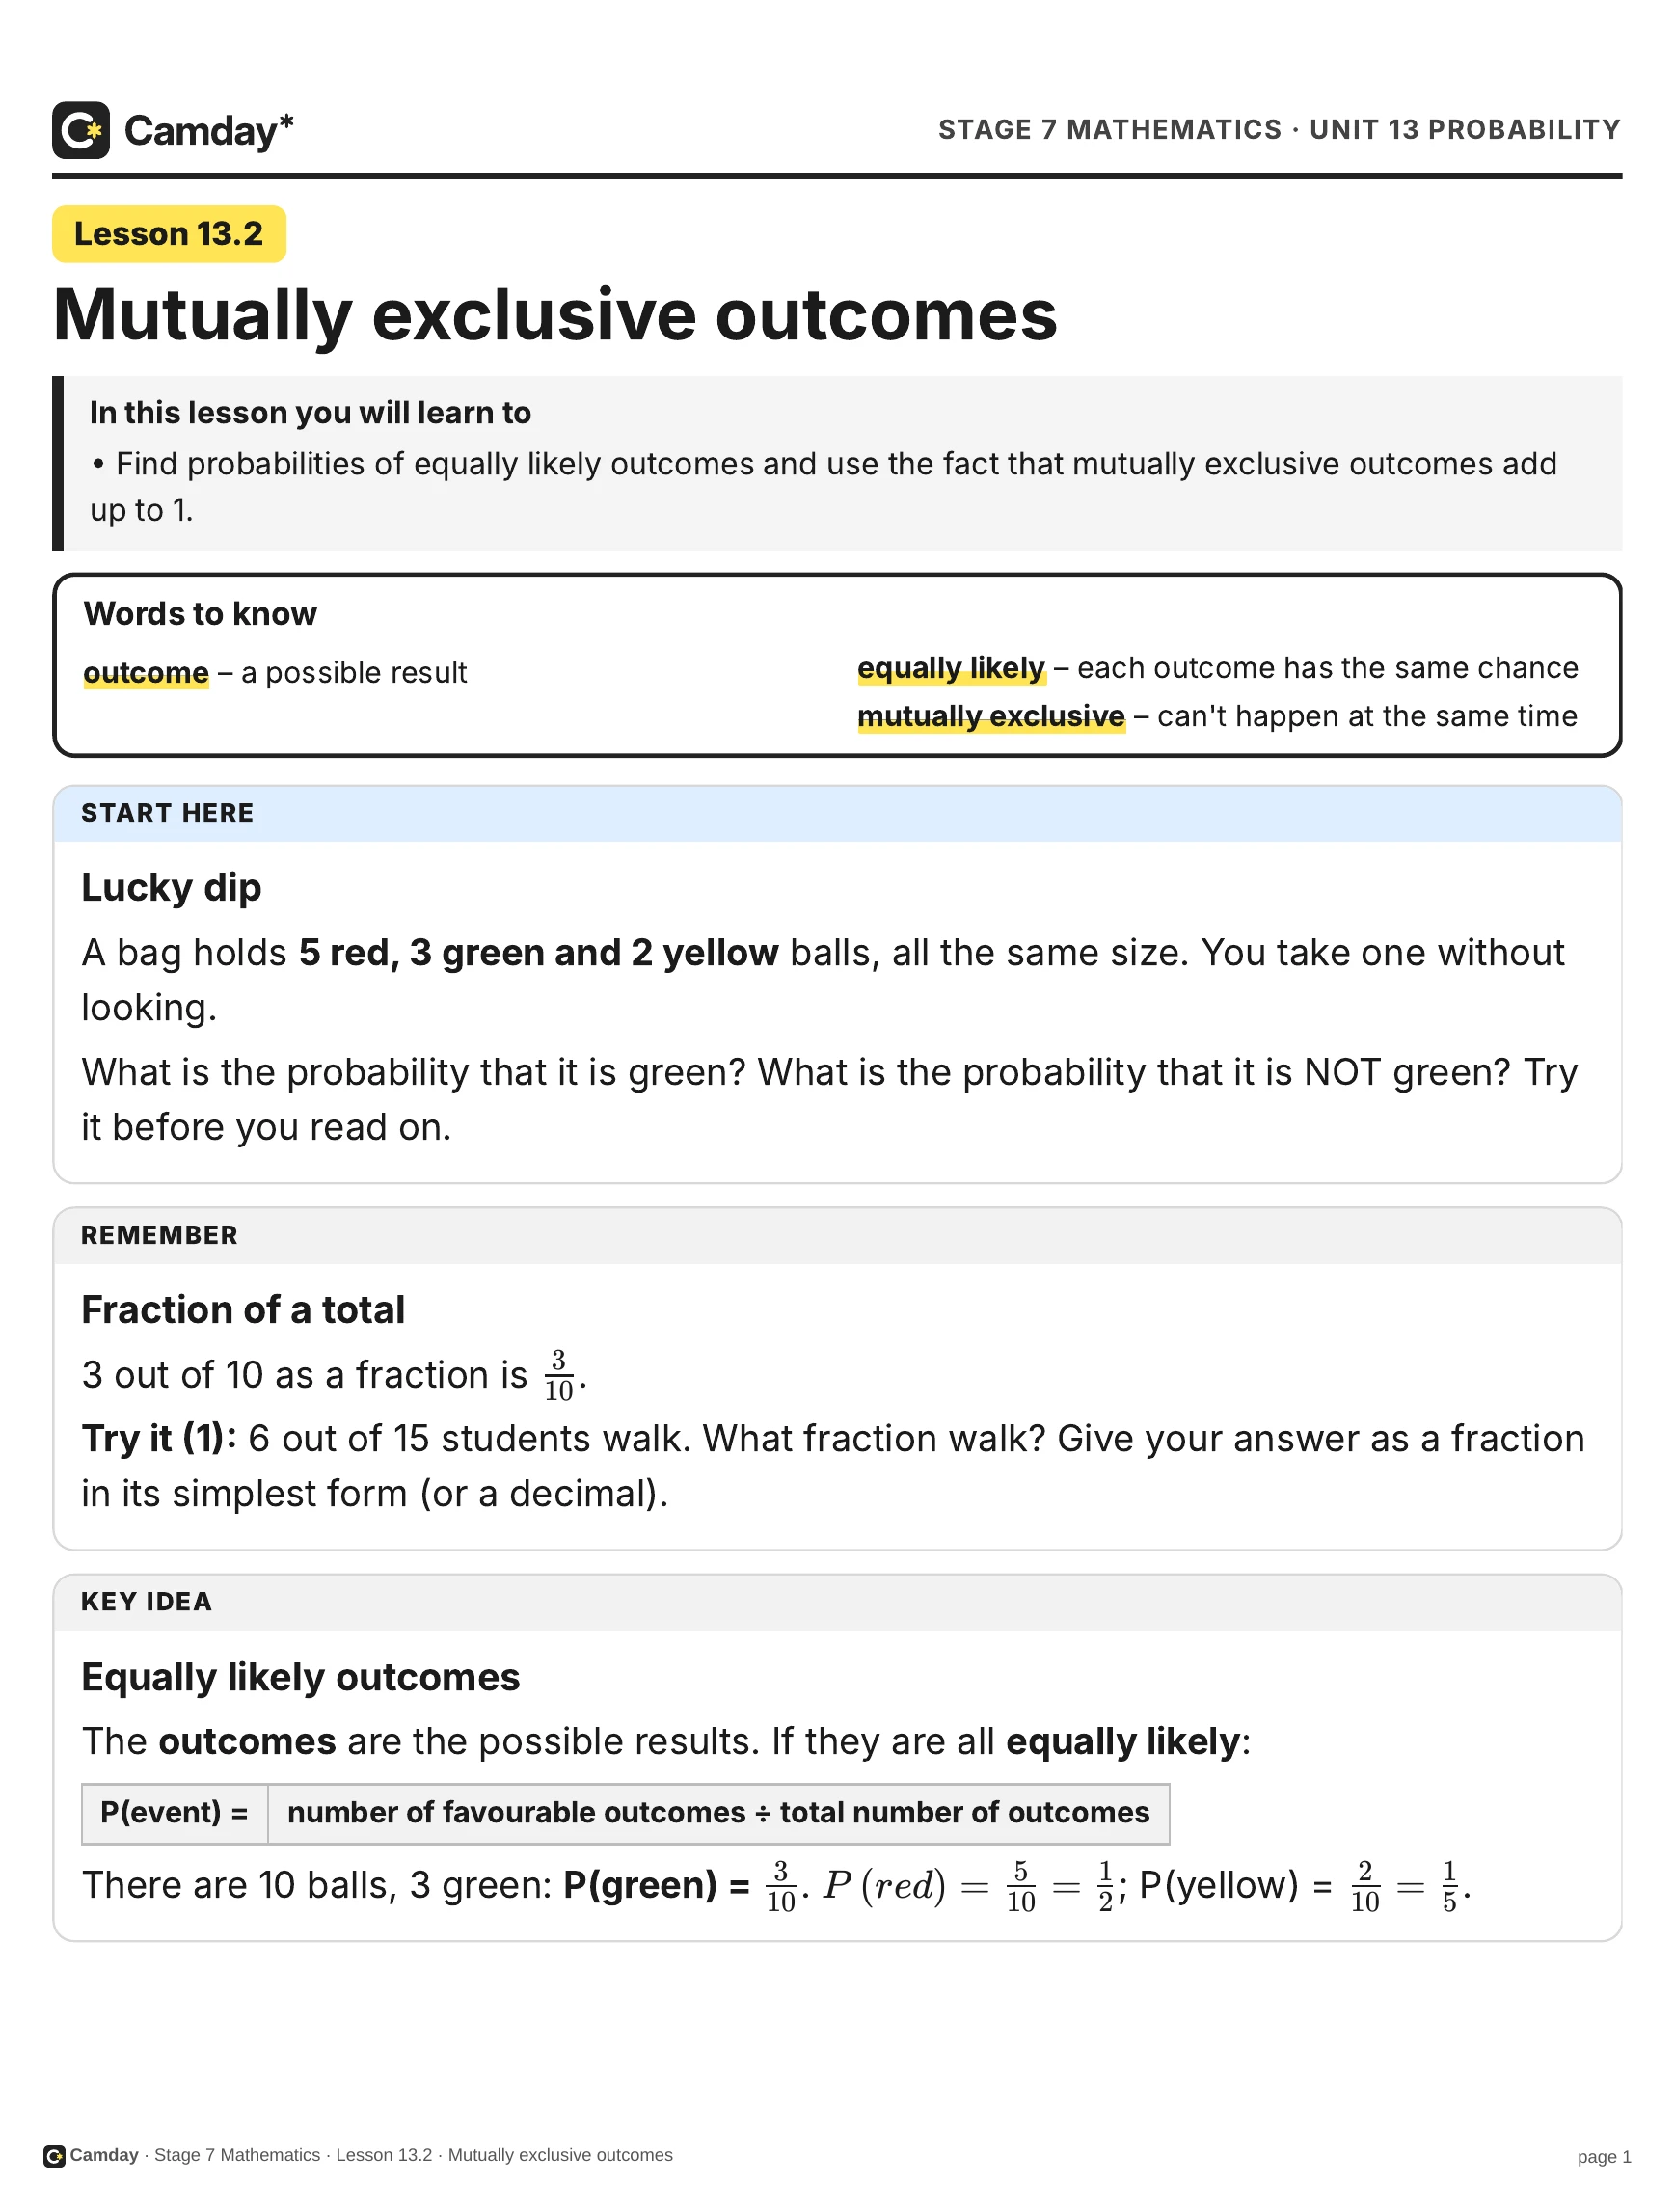 Camday*
STAGE 7 MATHEMATICS · UNIT 13 PROBABILITY
Lesson 13.2
Mutually exclusive outcomes
In this lesson you will learn to
• Find probabilities of equally likely outcomes and use the fact that mutually exclusive outcomes add
up to 1.
Words to know
outcome – a possible result
equally likely – each outcome has the same chance
mutually exclusive – can't happen at the same time
START HERE
Lucky dip
A bag holds 5 red, 3 green and 2 yellow balls, all the same size. You take one without
looking.
What is the probability that it is green? What is the probability that it is NOT green? Try
it before you read on.
REMEMBER
Fraction of a total
3 out of 10 as a fraction is 3/10.
Try it (1): 6 out of 15 students walk. What fraction walk? Give your answer as a fraction
in its simplest form (or a decimal).
KEY IDEA
Equally likely outcomes
The outcomes are the possible results. If they are all equally likely:
P(event) = number of favourable outcomes ÷ total number of outcomes
There are 10 balls, 3 green: P(green) = 3/10. P (red) = 5/10 = 1/2; P(yellow) = 2/10 = 1/5.
Camday · Stage 7 Mathematics · Lesson 13.2 · Mutually exclusive outcomes
page 1